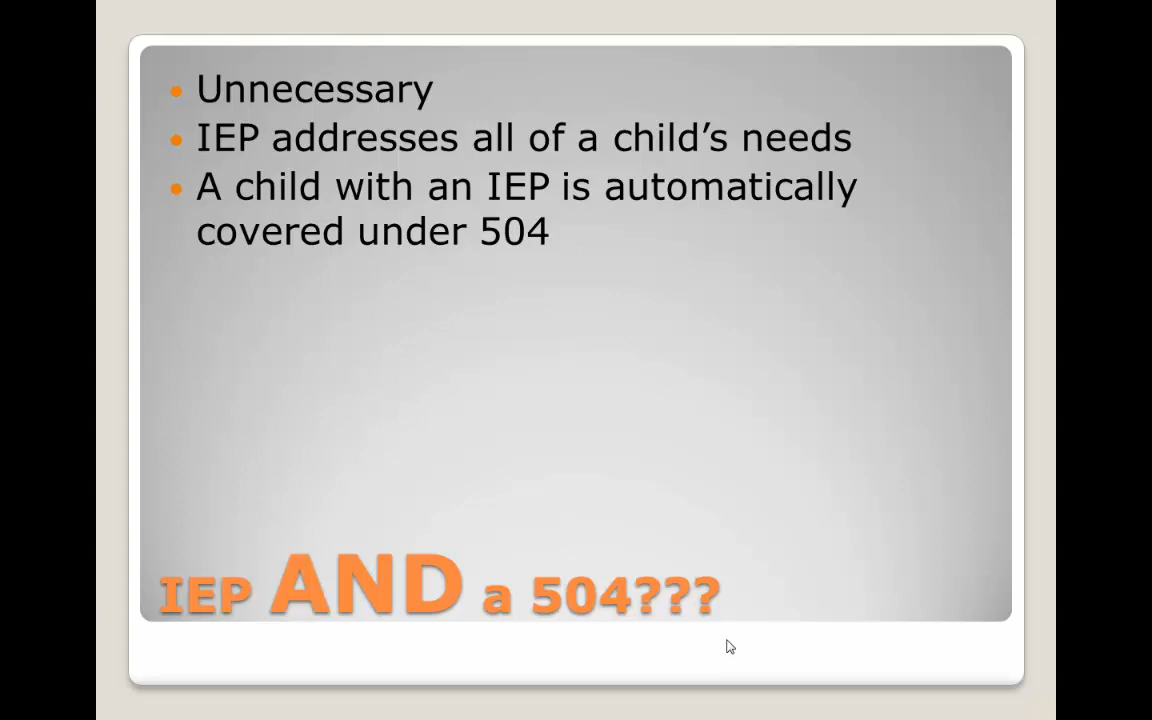 Unnecessary
IEP addresses all of a child’s needs
A child with an IEP is automatically
covered under 504
IEP AND a 504???